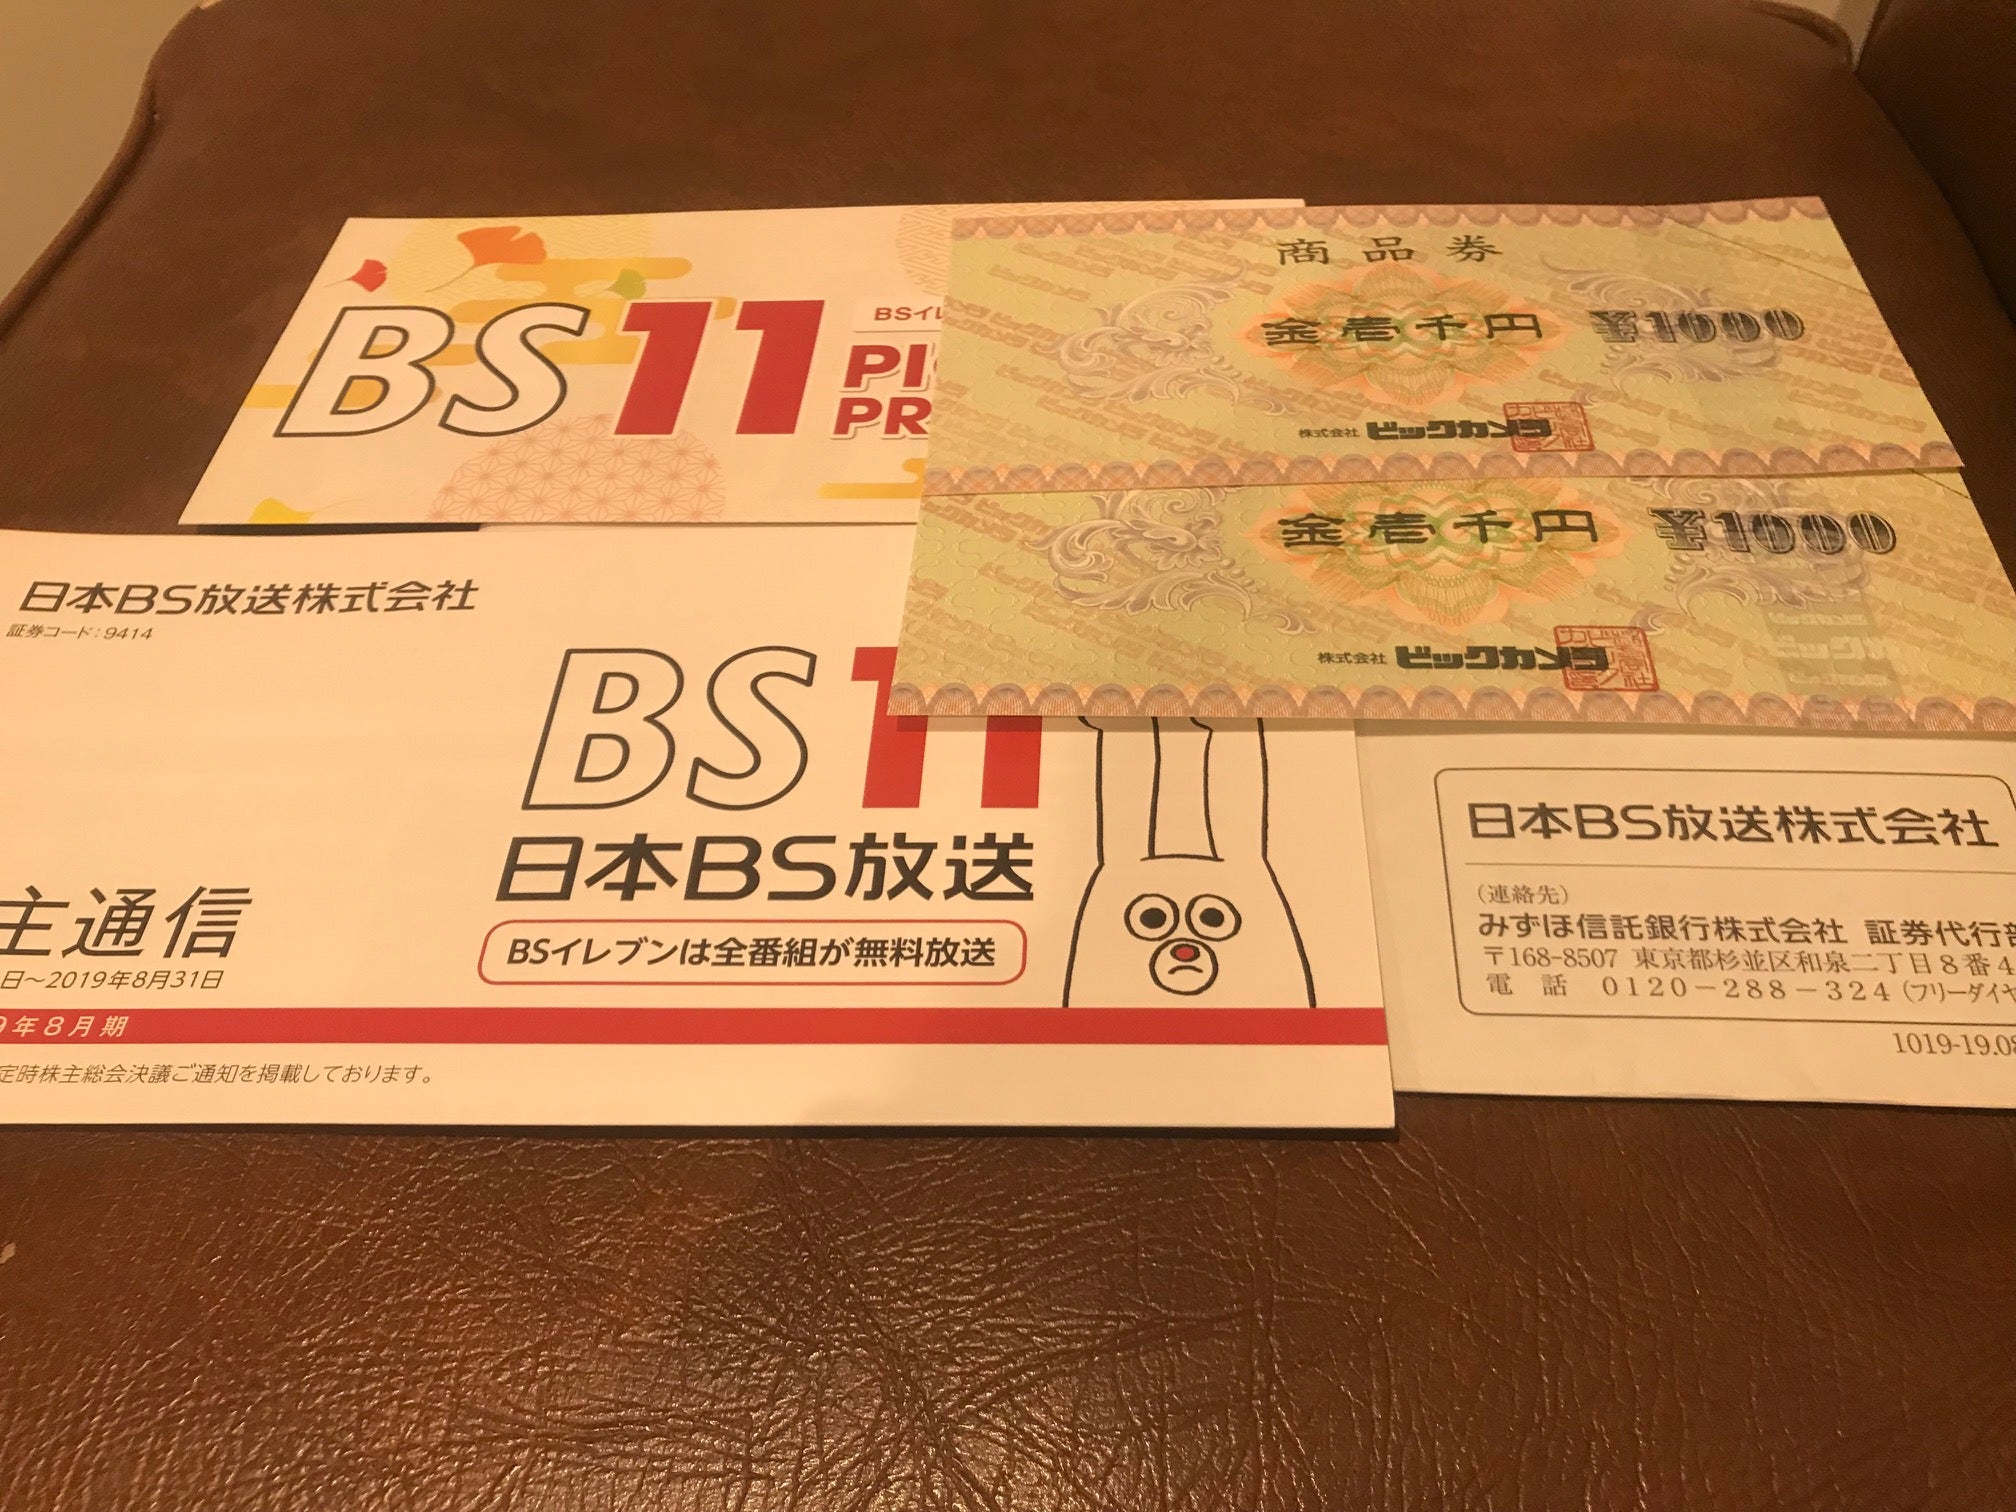 BS11
BSイレ
PI
PR
商品券
金壱千円 ¥1000
株式会社 ビックカメラ
金壱千円 ¥1000
株式会社 ビックカメラ
日本BS放送株式会社
証券コード：9414
BS11
日本BS放送
BSイレブンは全番組が無料放送
主通信
日～2019年8月31日
9年8月期
定時株主総会決議ご通知を掲載しております。
日本BS放送株式会社
（連絡先）
みずほ信託銀行株式会社 証券代行部
〒168-8507 東京都杉並区和泉二丁目8番4
電 話 0120-288-324(フリーダイヤ
1019-19.08